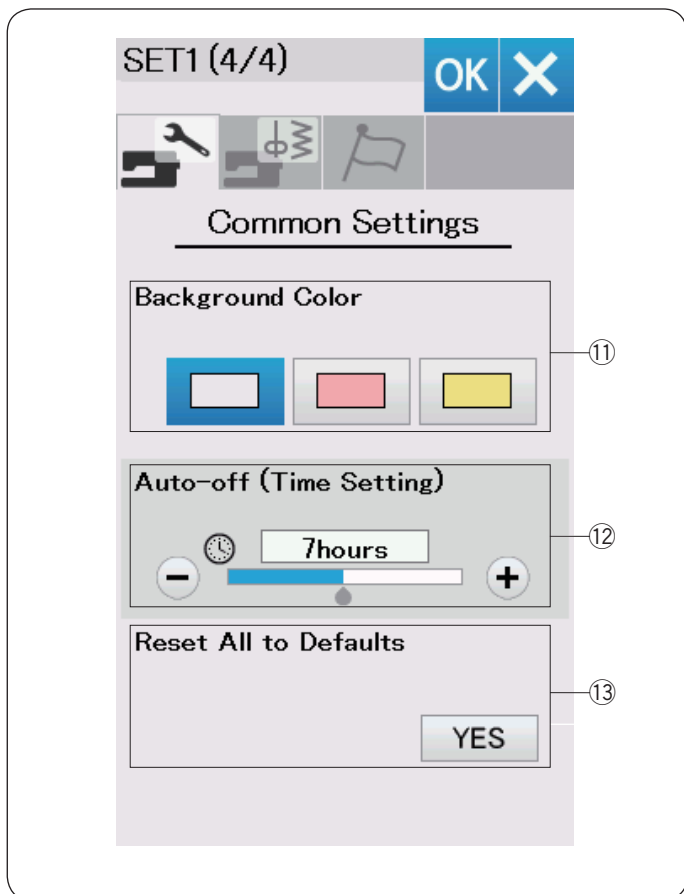 SET1 (4/4)
OK
Common Settings
Background Color
⑪
Auto-off (Time Setting)
7hours
⑫
Reset All to Defaults
YES
⑬